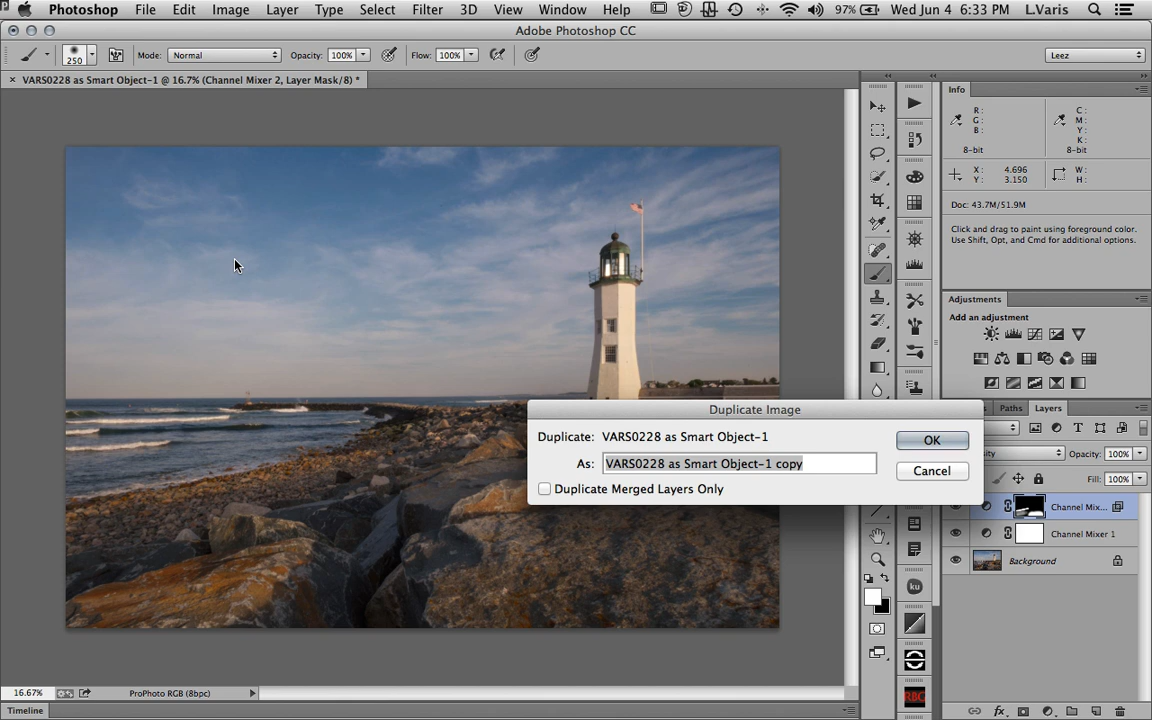 Photoshop File Edit Image Layer Type Select Filter 3D View Window Help 97% Wed Jun 4 6:33 PM L.Varis
Adobe Photoshop CC
250 Mode: Normal Opacity: 100% Flow: 100% Leez
× VARS0228 as Smart Object-1 @ 16.7% (Channel Mixer 2, Layer Mask/8) *
Info
R: C:
G: M:
B: Y:
K:
8-bit 8-bit
X: 4.696 W:
Y: 3.150 H:
Doc: 43.7M/51.9M
Click and drag to paint using foreground color.
Use Shift, Opt, and Cmd for additional options.
Adjustments
Add an adjustment
s Paths Layers
Duplicate Image
Duplicate: VARS0228 as Smart Object-1
OK
As: VARS0228 as Smart Object-1 copy
Cancel
Duplicate Merged Layers Only
sity Opacity: 100%
Fill: 100%
Channel Mix...
Channel Mixer 1
Background
ku
RBG
16.67% ProPhoto RGB (8bpc)
Timeline